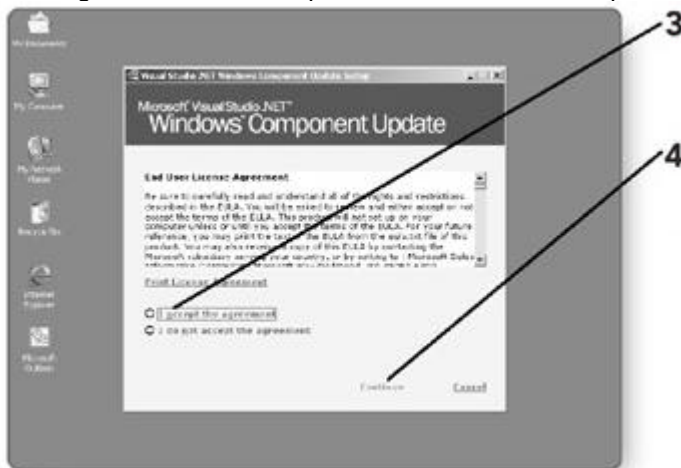 3
My Documents
Visual Studio .NET Windows Component Update Setup
My Computer
Microsoft Visual Studio .NET™
Windows® Component Update
4
My Network
Places
End User License Agreement
Be sure to carefully read and understand all of the rights and restrictions
described in the EULA. You will be asked to review and either accept or not
accept the terms of the EULA. This product will not set up on your
computer unless or until you accept the terms of the EULA. For your future
reference, you may print the text of the EULA from the eula.txt file of this
product. You may also receive a copy of this EULA by contacting the
Microsoft subsidiary serving your country, or by writing to: Microsoft Sales
Recycle Bin
Print License Agreement
Internet
Explorer
I accept the agreement
I do not accept the agreement
Microsoft
Outlook
Continue
Cancel